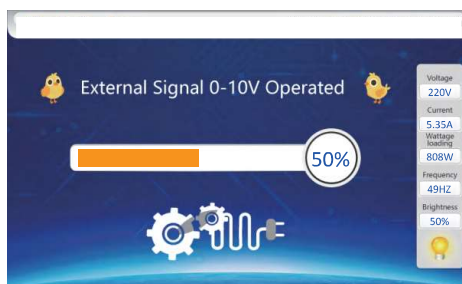 External Signal 0-10V Operated
50%
Voltage
220V
Current
5.35A
Wattage
loading
808W
Frequency
49HZ
Brightness
50%